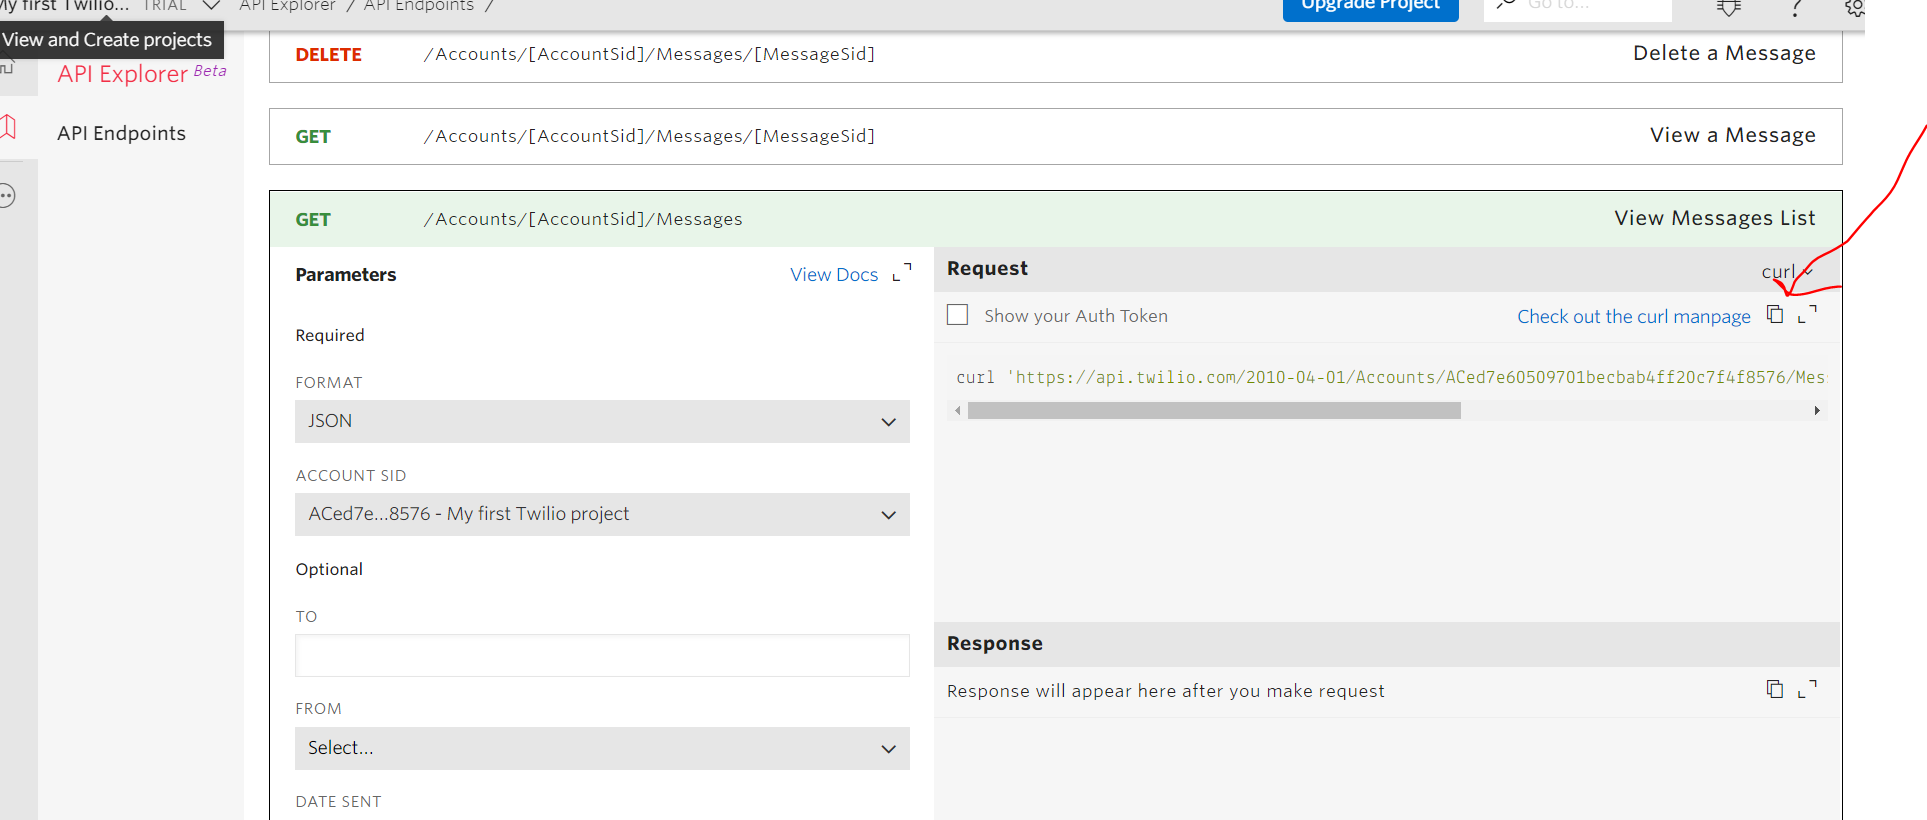 My first Twilio... TRIAL API Explorer / API Endpoints / Upgrade Project Go to...
View and Create projects
API Explorer Beta
API Endpoints
DELETE /Accounts/[AccountSid]/Messages/[MessageSid] Delete a Message
GET /Accounts/[AccountSid]/Messages/[MessageSid] View a Message
GET /Accounts/[AccountSid]/Messages View Messages List
Parameters View Docs
Required
FORMAT
JSON
ACCOUNT SID
ACed7e...8576 - My first Twilio project
Optional
TO
FROM
Select...
DATE SENT
Request curl
Show your Auth Token Check out the curl manpage
curl 'https://api.twilio.com/2010-04-01/Accounts/ACed7e60509701becbab4ff20c7f4f8576/Mes
Response
Response will appear here after you make request